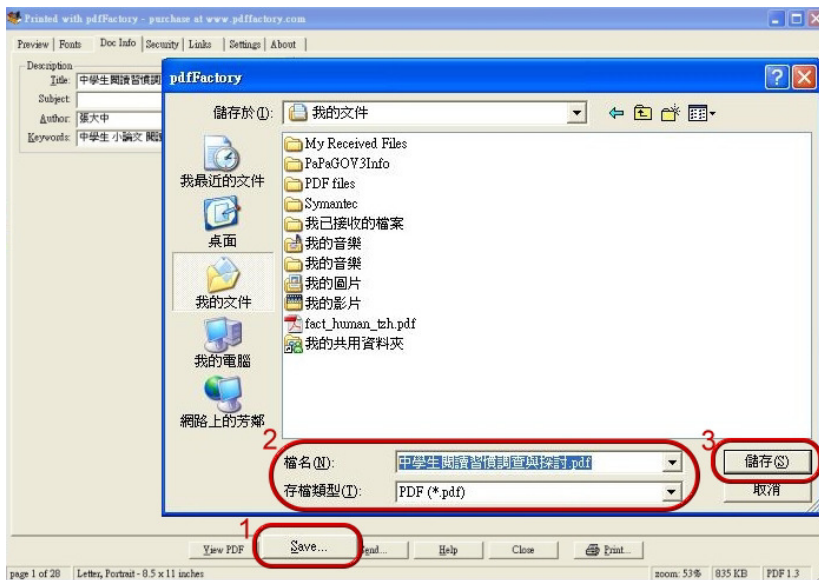 Printed with pdfFactory - purchase at www.pdffactory.com
Preview Fonts Doc Info Security Links Settings About
Description
Title: 中學生閱讀習慣調
Subject:
Author: 張大中
Keywords: 中學生 小論文 閱讀
pdfFactory
儲存於(I): 我的文件
我最近的文件
桌面
我的文件
我的電腦
網路上的芳鄰
My Received Files
PaPaGOV3Info
PDF files
Symantec
我已接收的檔案
我的音樂
我的音樂
我的圖片
我的影片
fact_human_tzh.pdf
我的共用資料夾
2
檔名(N): 中學生閱讀習慣調查與探討.pdf
存檔類型(T): PDF (*.pdf)
3
儲存(S)
取消
1
View PDF Save... Send... Help Close Print...
page 1 of 28 Letter, Portrait - 8.5 x 11 inches zoom: 53% 835 KB PDF 1.3